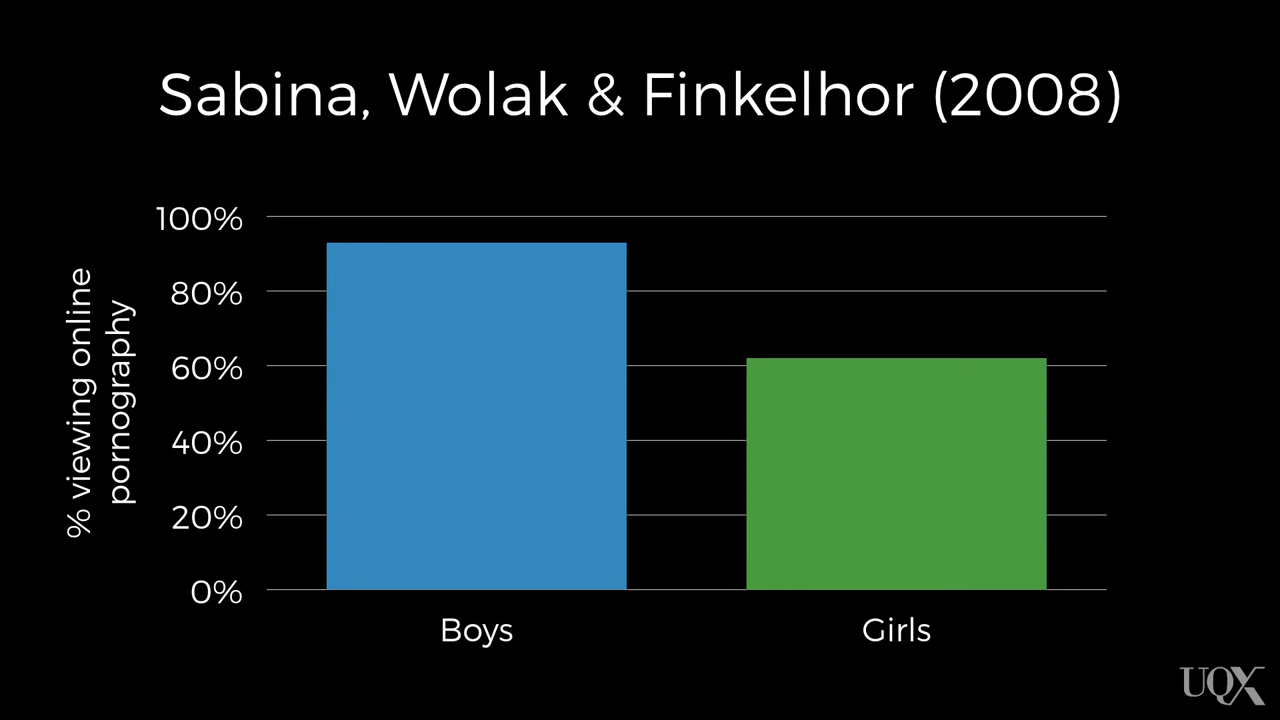 Sabina, Wolak & Finkelhor (2008)
% viewing online
pornography
100%
80%
60%
40%
20%
0%
Boys
Girls
UQX